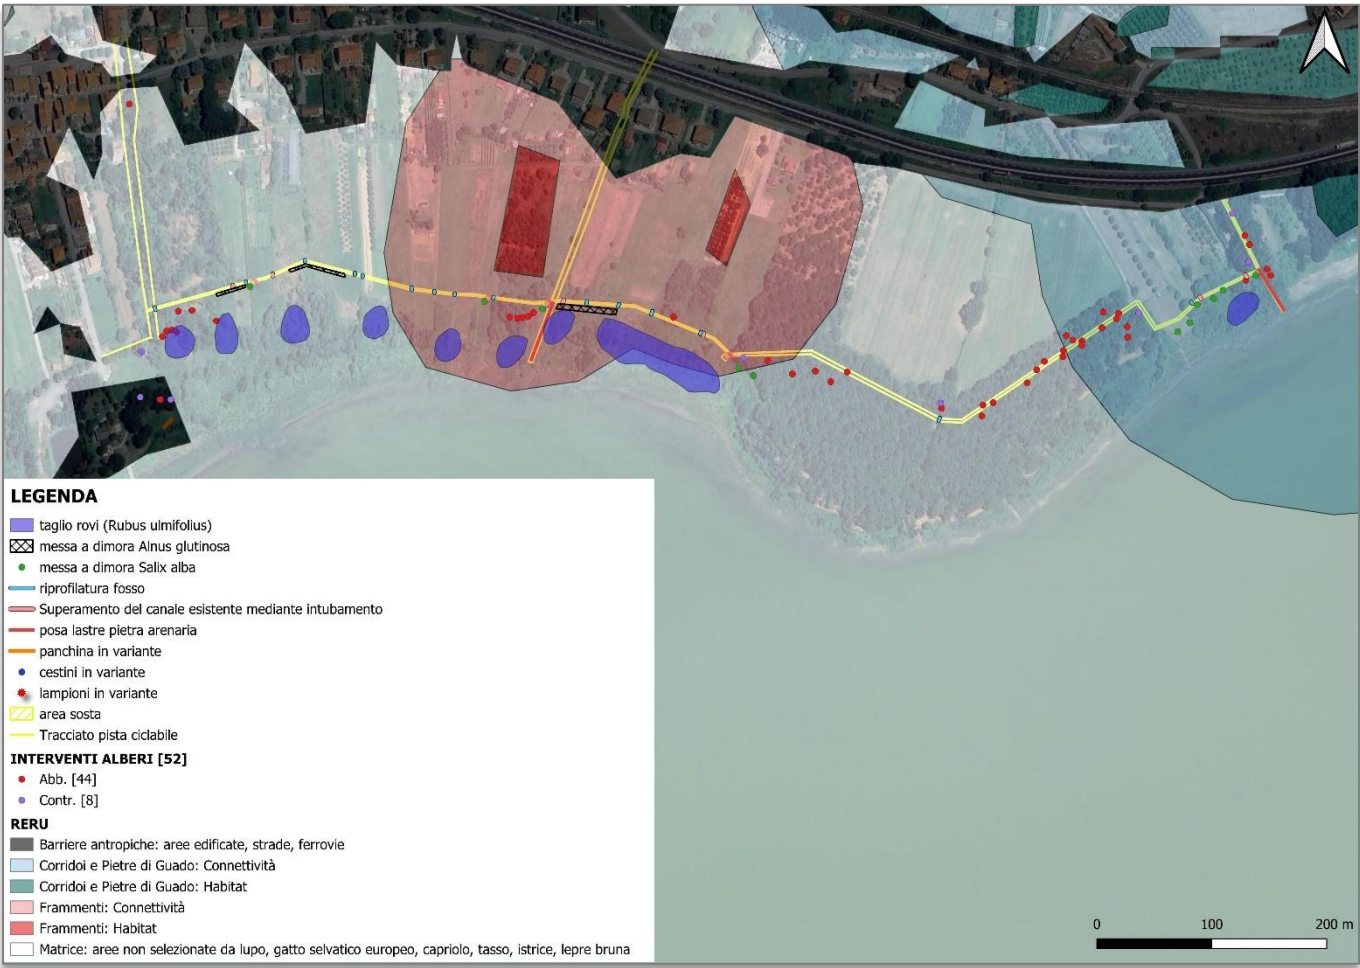 LEGENDA
taglio rovi (Rubus ulmifolius)
messa a dimora Alnus glutinosa
messa a dimora Salix alba
riprofilatura fosso
Superamento del canale esistente mediante intubamento
posa lastre pietra arenaria
panchina in variante
cestini in variante
lampioni in variante
area sosta
Tracciato pista ciclabile
INTERVENTI ALBERI [52]
Abb. [44]
Contr. [8]
RERU
Barriere antropiche: aree edificate, strade, ferrovie
Corridoi e Pietre di Guado: Connettività
Corridoi e Pietre di Guado: Habitat
Frammenti: Connettività
Frammenti: Habitat
Matrice: aree non selezionate da lupo, gatto selvatico europeo, capriolo, tasso, istrice, lepre bruna
0 100 200 m